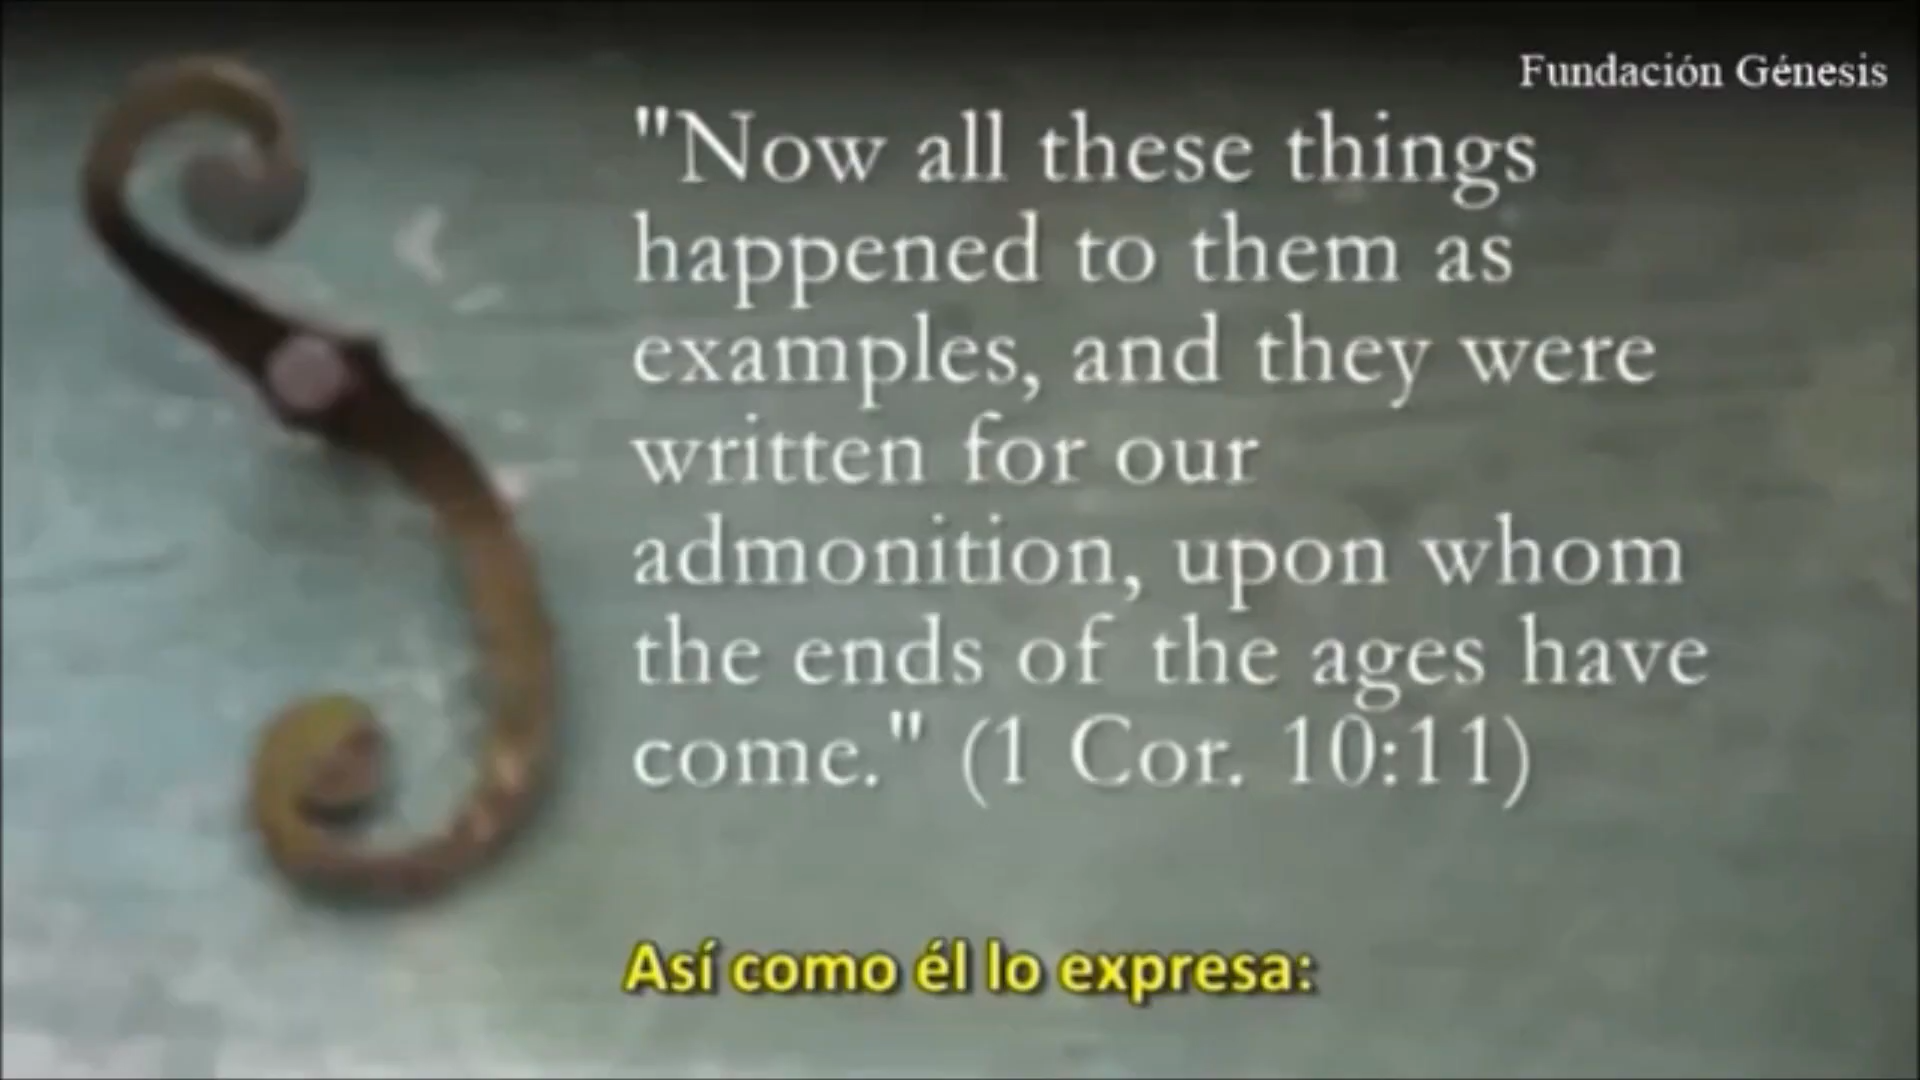 Fundación Génesis
"Now all these things
happened to them as
examples, and they were
written for our
admonition, upon whom
the ends of the ages have
come." (1 Cor. 10:11)
Así como él lo expresa: